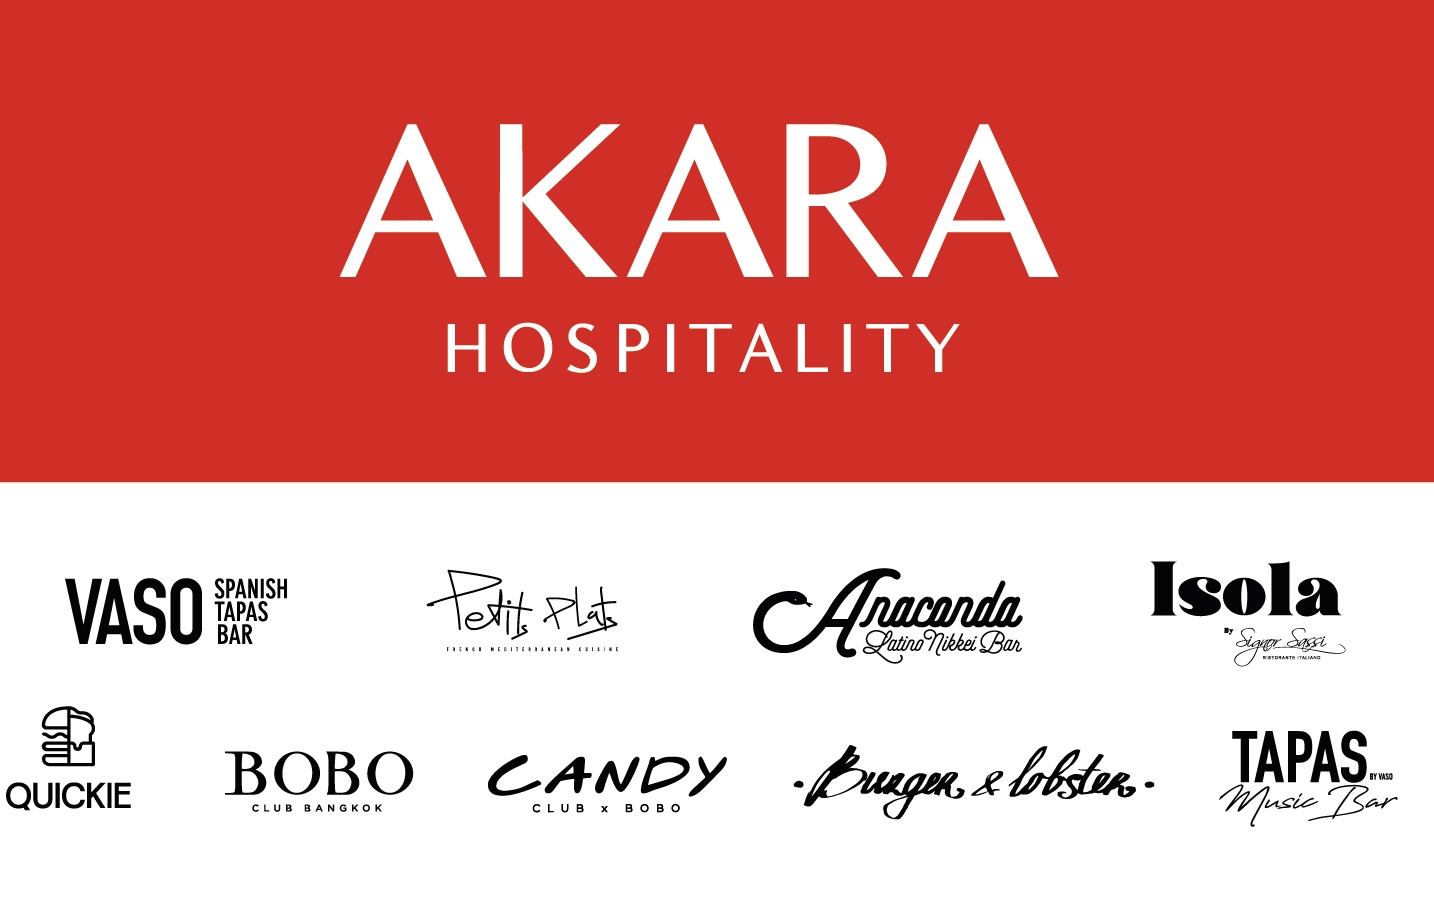 AKARA
HOSPITALITY
VASO SPANISH
TAPAS
BAR
Petits Plats
FRENCH MEDITERRANEAN CUISINE
Anaconda
Latino Nikkei Bar
Isola
By Signor Sassi
RISTORANTE ITALIANO
QUICKIE
BOBO
CLUB BANGKOK
CANDY
CLUB x BOBO
· Burger & lobster ·
TAPAS BY VASO
Music Bar